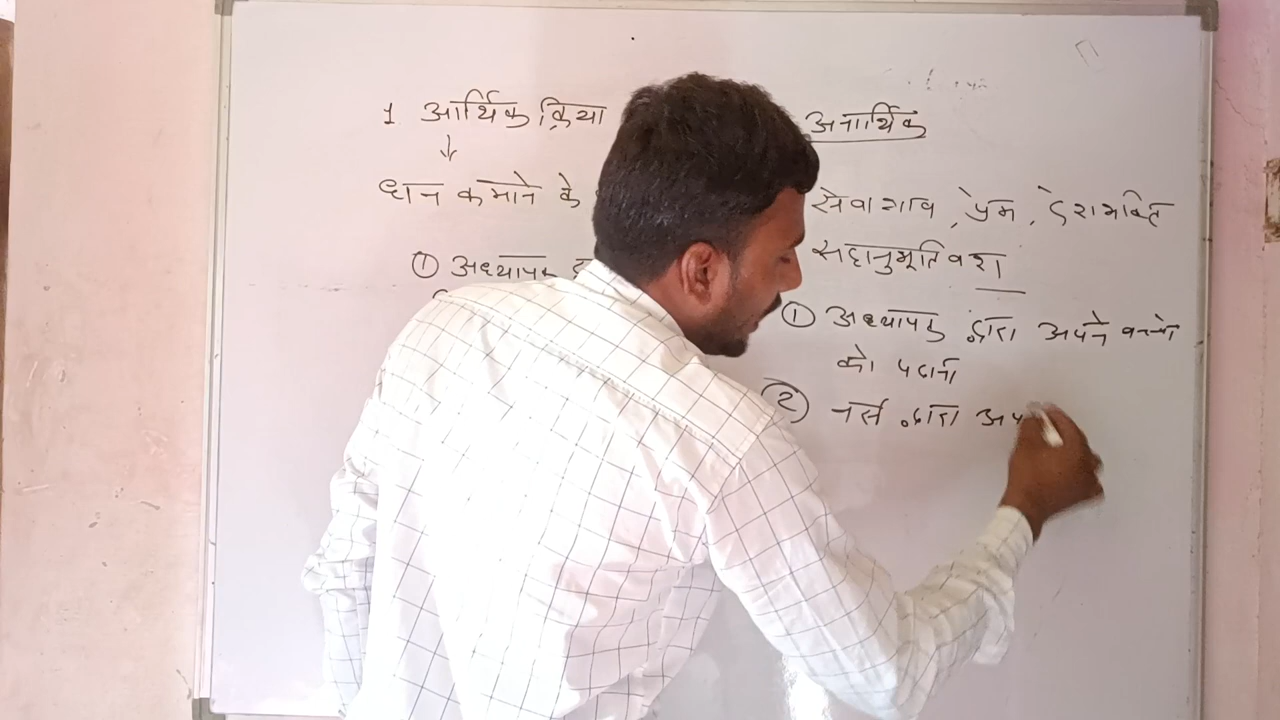 1. आर्थिक क्रिया
धन कमाने के
① अध्यापक
अनार्थिक
सेवाभाव, प्रेम, देशभक्ति
सहानुभूतिवश
① अध्यापक द्वारा अपने बच्चो
को पढाना
② नर्स द्वारा अप